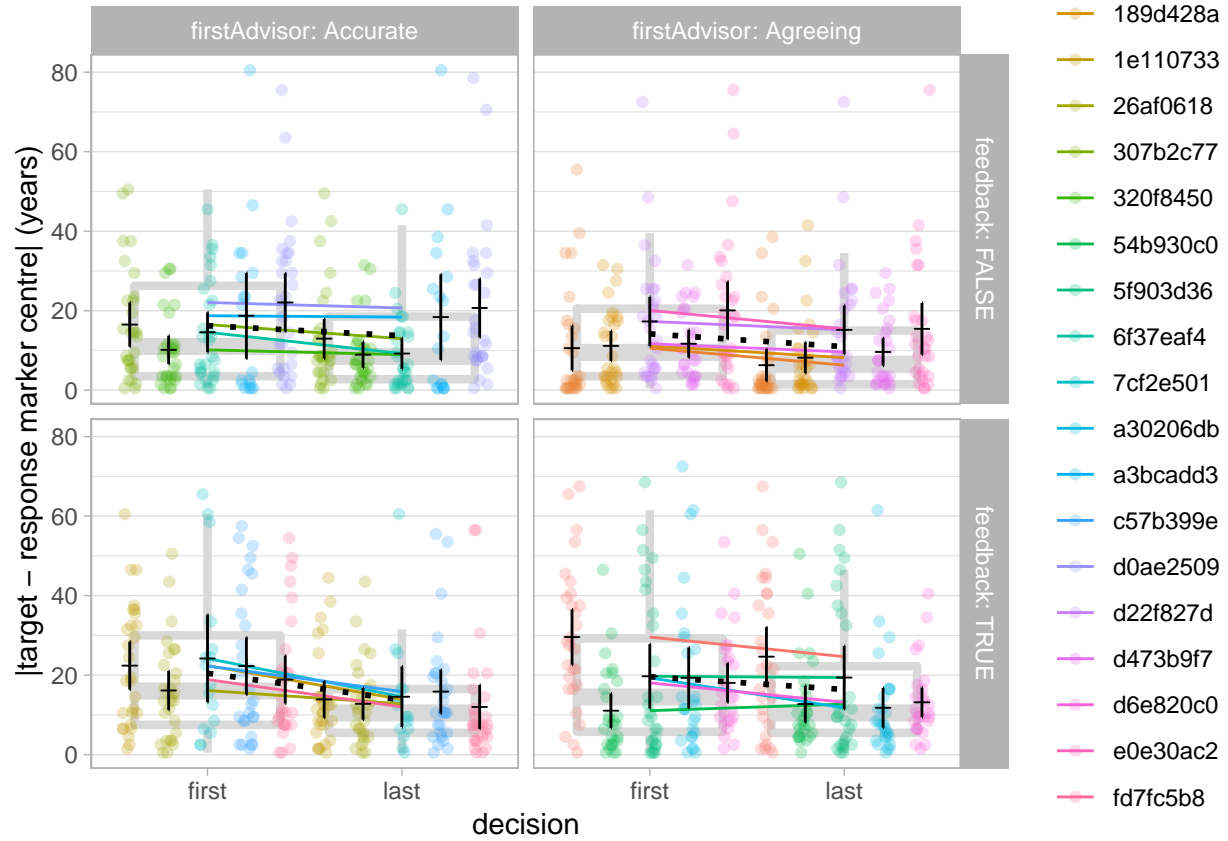 firstAdvisor: Accurate
firstAdvisor: Agreeing
feedback: FALSE
feedback: TRUE
80
60
40
20
0
80
60
40
20
0
|target − response marker centre| (years)
first
last
first
last
decision
189d428a
1e110733
26af0618
307b2c77
320f8450
54b930c0
5f903d36
6f37eaf4
7cf2e501
a30206db
a3bcadd3
c57b399e
d0ae2509
d22f827d
d473b9f7
d6e820c0
e0e30ac2
fd7fc5b8